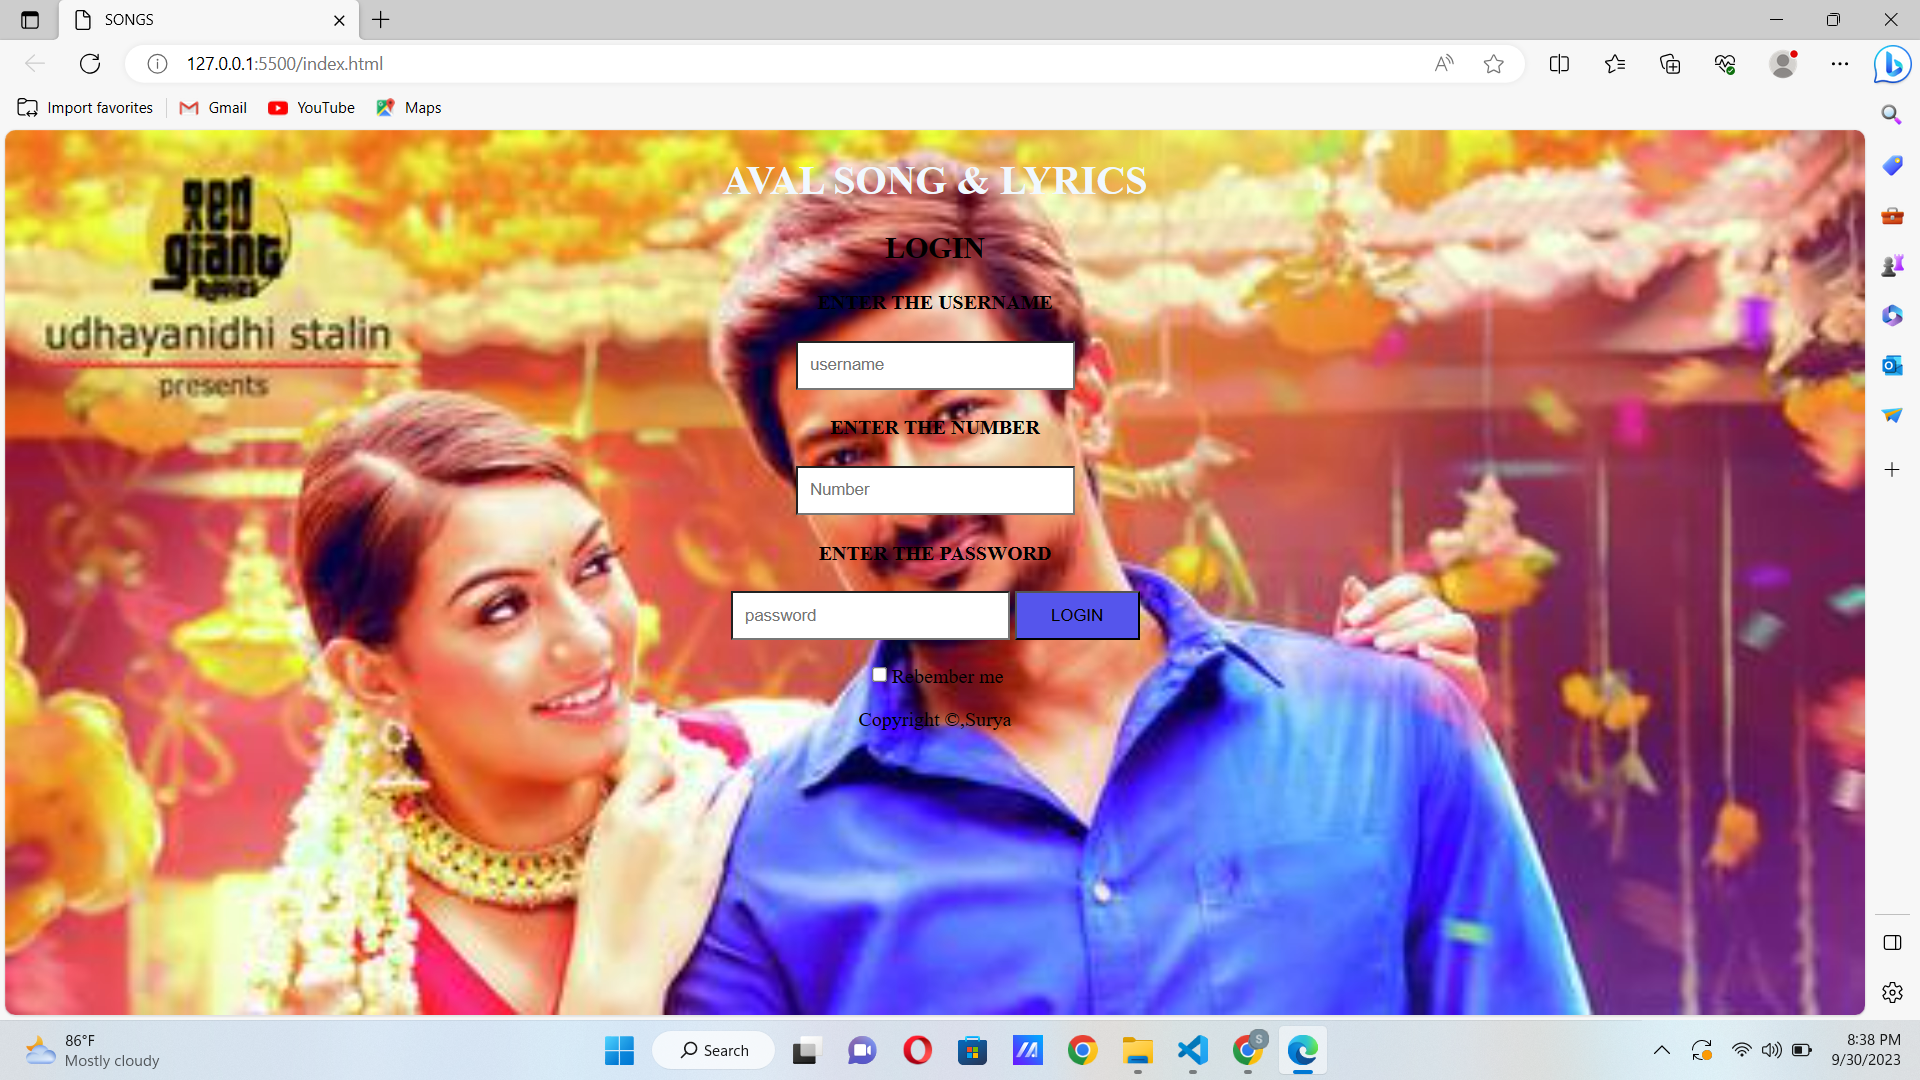 SONGS
127.0.0.1:5500/index.html
Import favorites
Gmail
YouTube
Maps
Red
giant
movies
udhayanidhi stalin
presents
AVAL SONG & LYRICS
LOGIN
ENTER THE USERNAME
username
ENTER THE NUMBER
Number
ENTER THE PASSWORD
password
LOGIN
Rebember me
Copyright ©,Surya
86°F
Mostly cloudy
Search
S
8:38 PM
9/30/2023